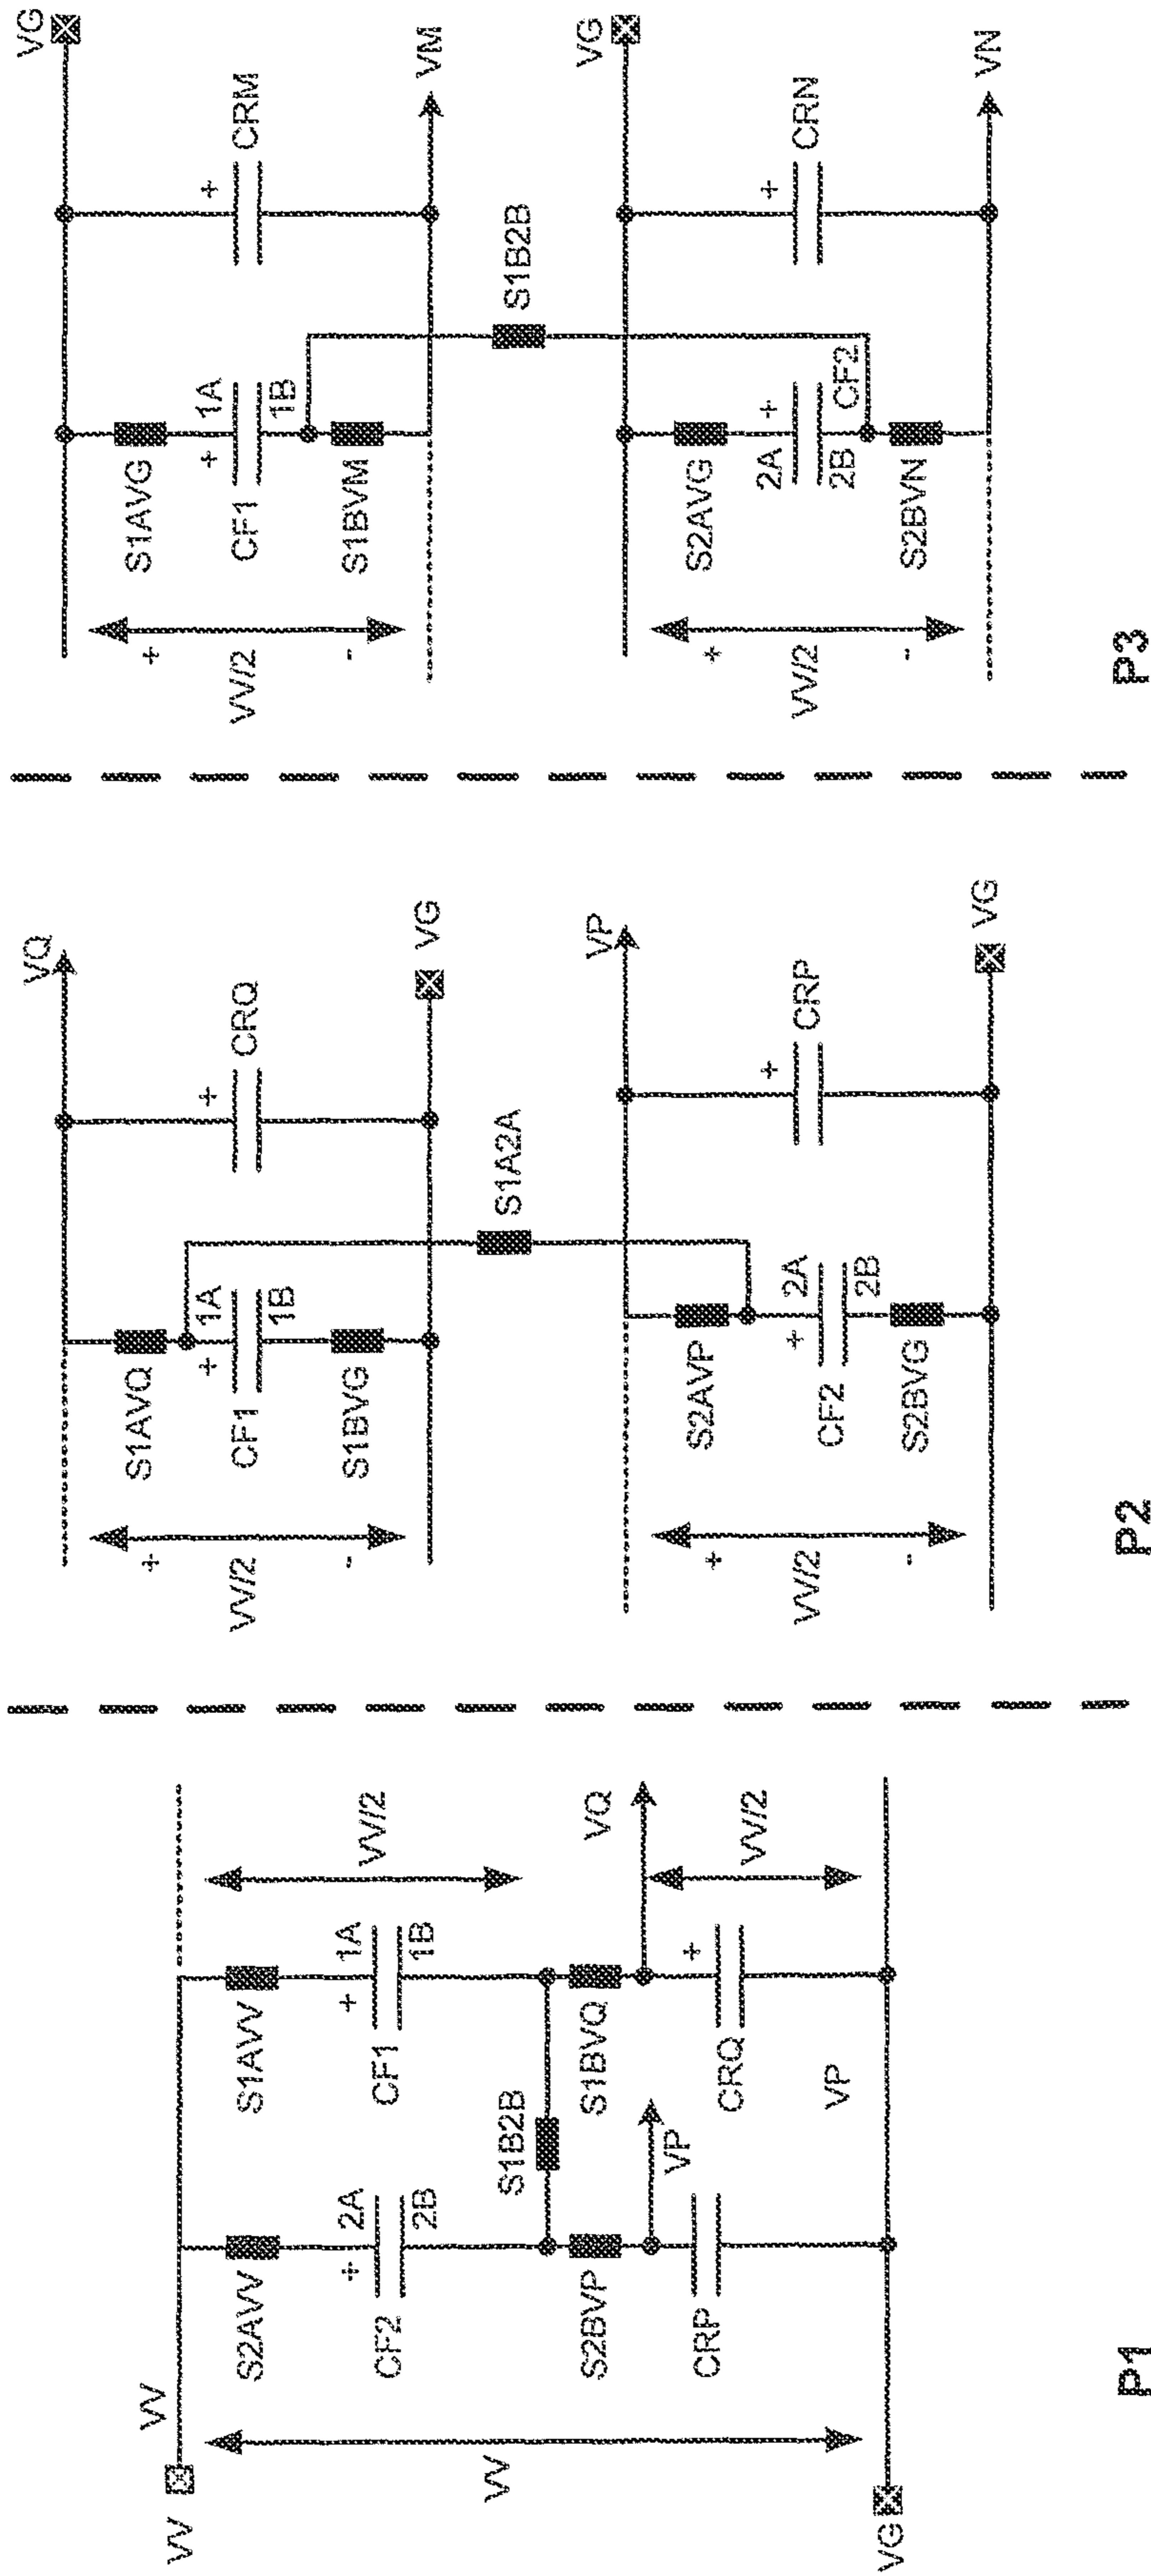 VV
VV
VV
VG
S2AVV
+
2A
CF2
2B
S1B2B
S2BVP
VP
CRP
S1AVV
+
1A
CF1
1B
S1BVQ
VQ
+
CRQ
VP
VV/2
VV/2
P1
VQ
+
VV/2
-
S1AVQ
+
1A
CF1
1B
S1BVG
+
CRQ
VG
S1A2A
VP
+
VV/2
-
S2AVP
+
2A
CF2
2B
S2BVG
+
CRP
VG
P2
VG
+
VV/2
-
S1AVG
+
1A
CF1
1B
S1BVM
+
CRM
VM
S1B2B
VG
+
VV/2
-
S2AVG
2A
+
2B
CF2
S2BVN
+
CRN
VN
P3